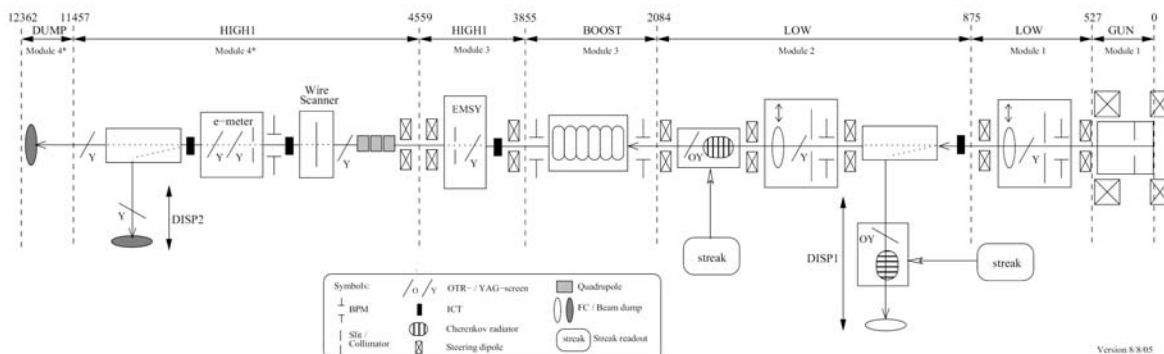 12362 11457 4559 3855 2084 875 527 0
DUMP HIGH1 HIGH1 BOOST LOW LOW GUN
Module 4* Module 4* Module 3 Module 3 Module 2 Module 1 Module 1
Wire
Scanner
e-meter
EMSY
Y Y Y Y Y OY Y Y
Y
DISP2
OY
streak
DISP1
streak
Symbols:
BPM
Slit /
Collimator
O Y OTR- / YAG-screen
ICT
Cherenkov radiator
Steering dipole
Quadrupole
FC / Beam dump
streak Streak readout
Version 8/8/05